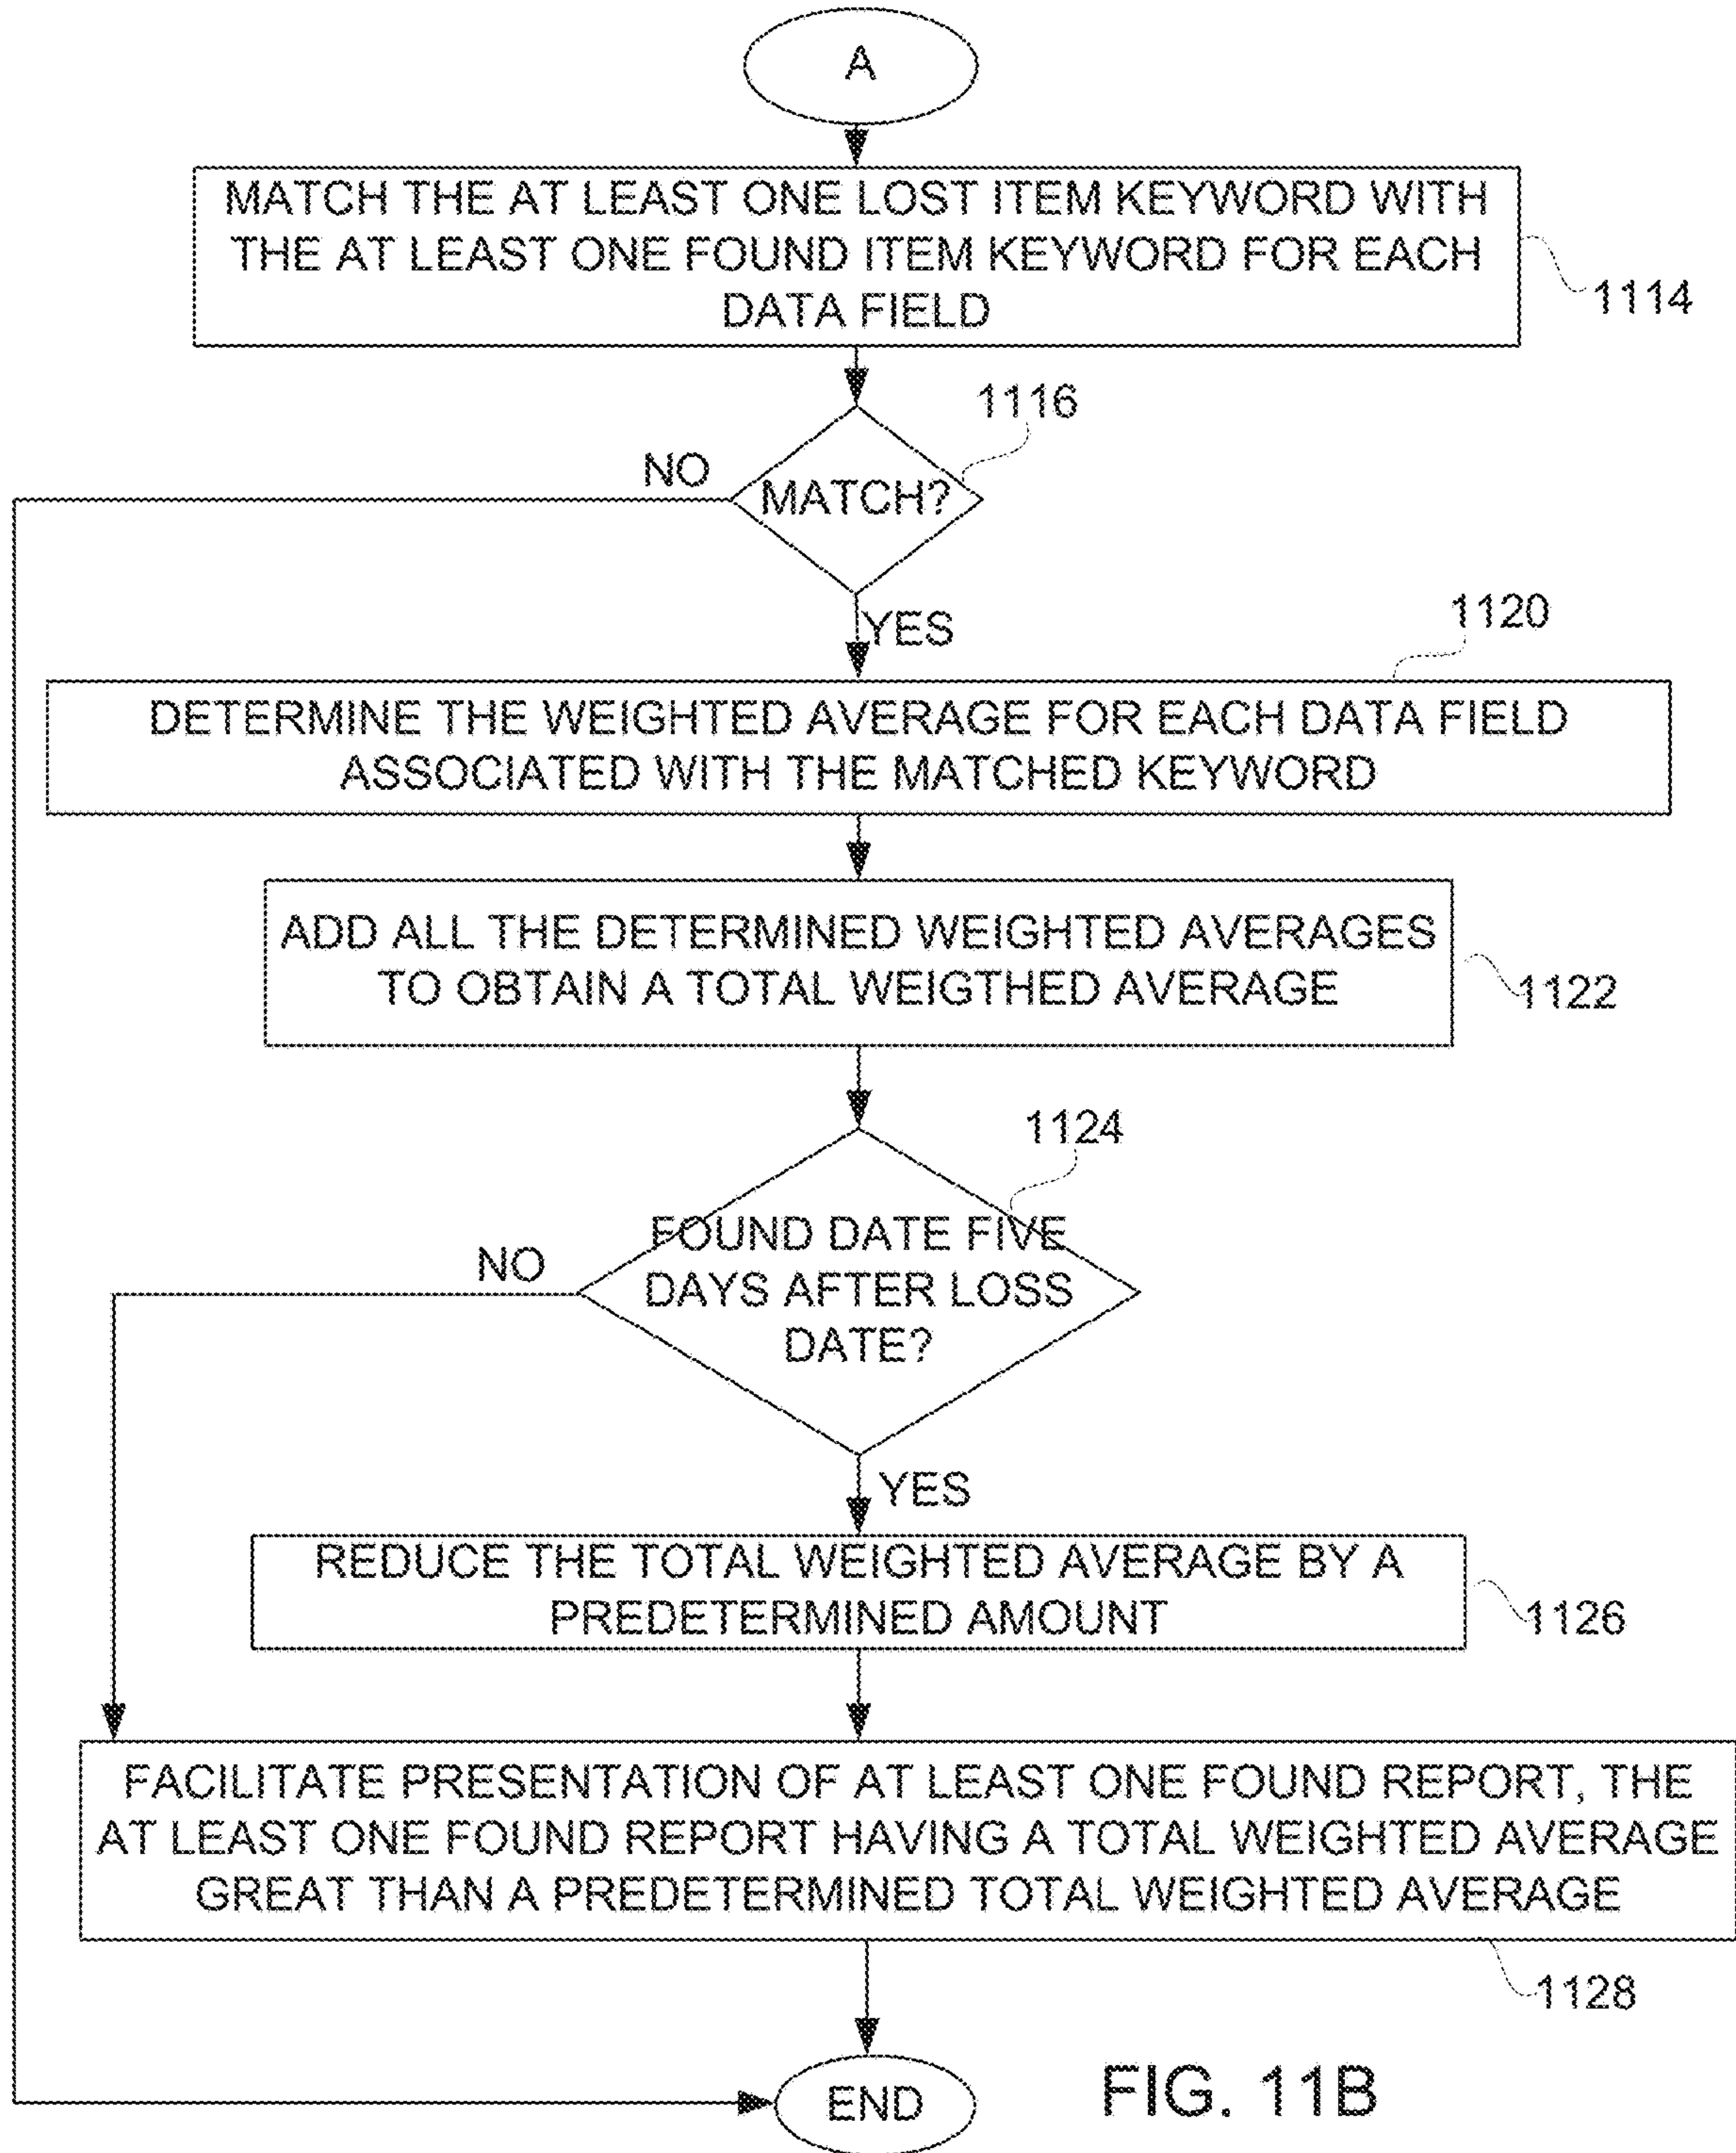 A
MATCH THE AT LEAST ONE LOST ITEM KEYWORD WITH
THE AT LEAST ONE FOUND ITEM KEYWORD FOR EACH
DATA FIELD
1114
1116
NO
MATCH?
YES
1120
DETERMINE THE WEIGHTED AVERAGE FOR EACH DATA FIELD
ASSOCIATED WITH THE MATCHED KEYWORD
ADD ALL THE DETERMINED WEIGHTED AVERAGES
TO OBTAIN A TOTAL WEIGTHED AVERAGE
1122
1124
FOUND DATE FIVE
DAYS AFTER LOSS
DATE?
NO
YES
REDUCE THE TOTAL WEIGHTED AVERAGE BY A
PREDETERMINED AMOUNT
1126
FACILITATE PRESENTATION OF AT LEAST ONE FOUND REPORT, THE
AT LEAST ONE FOUND REPORT HAVING A TOTAL WEIGHTED AVERAGE
GREAT THAN A PREDETERMINED TOTAL WEIGHTED AVERAGE
1128
END
FIG. 11B